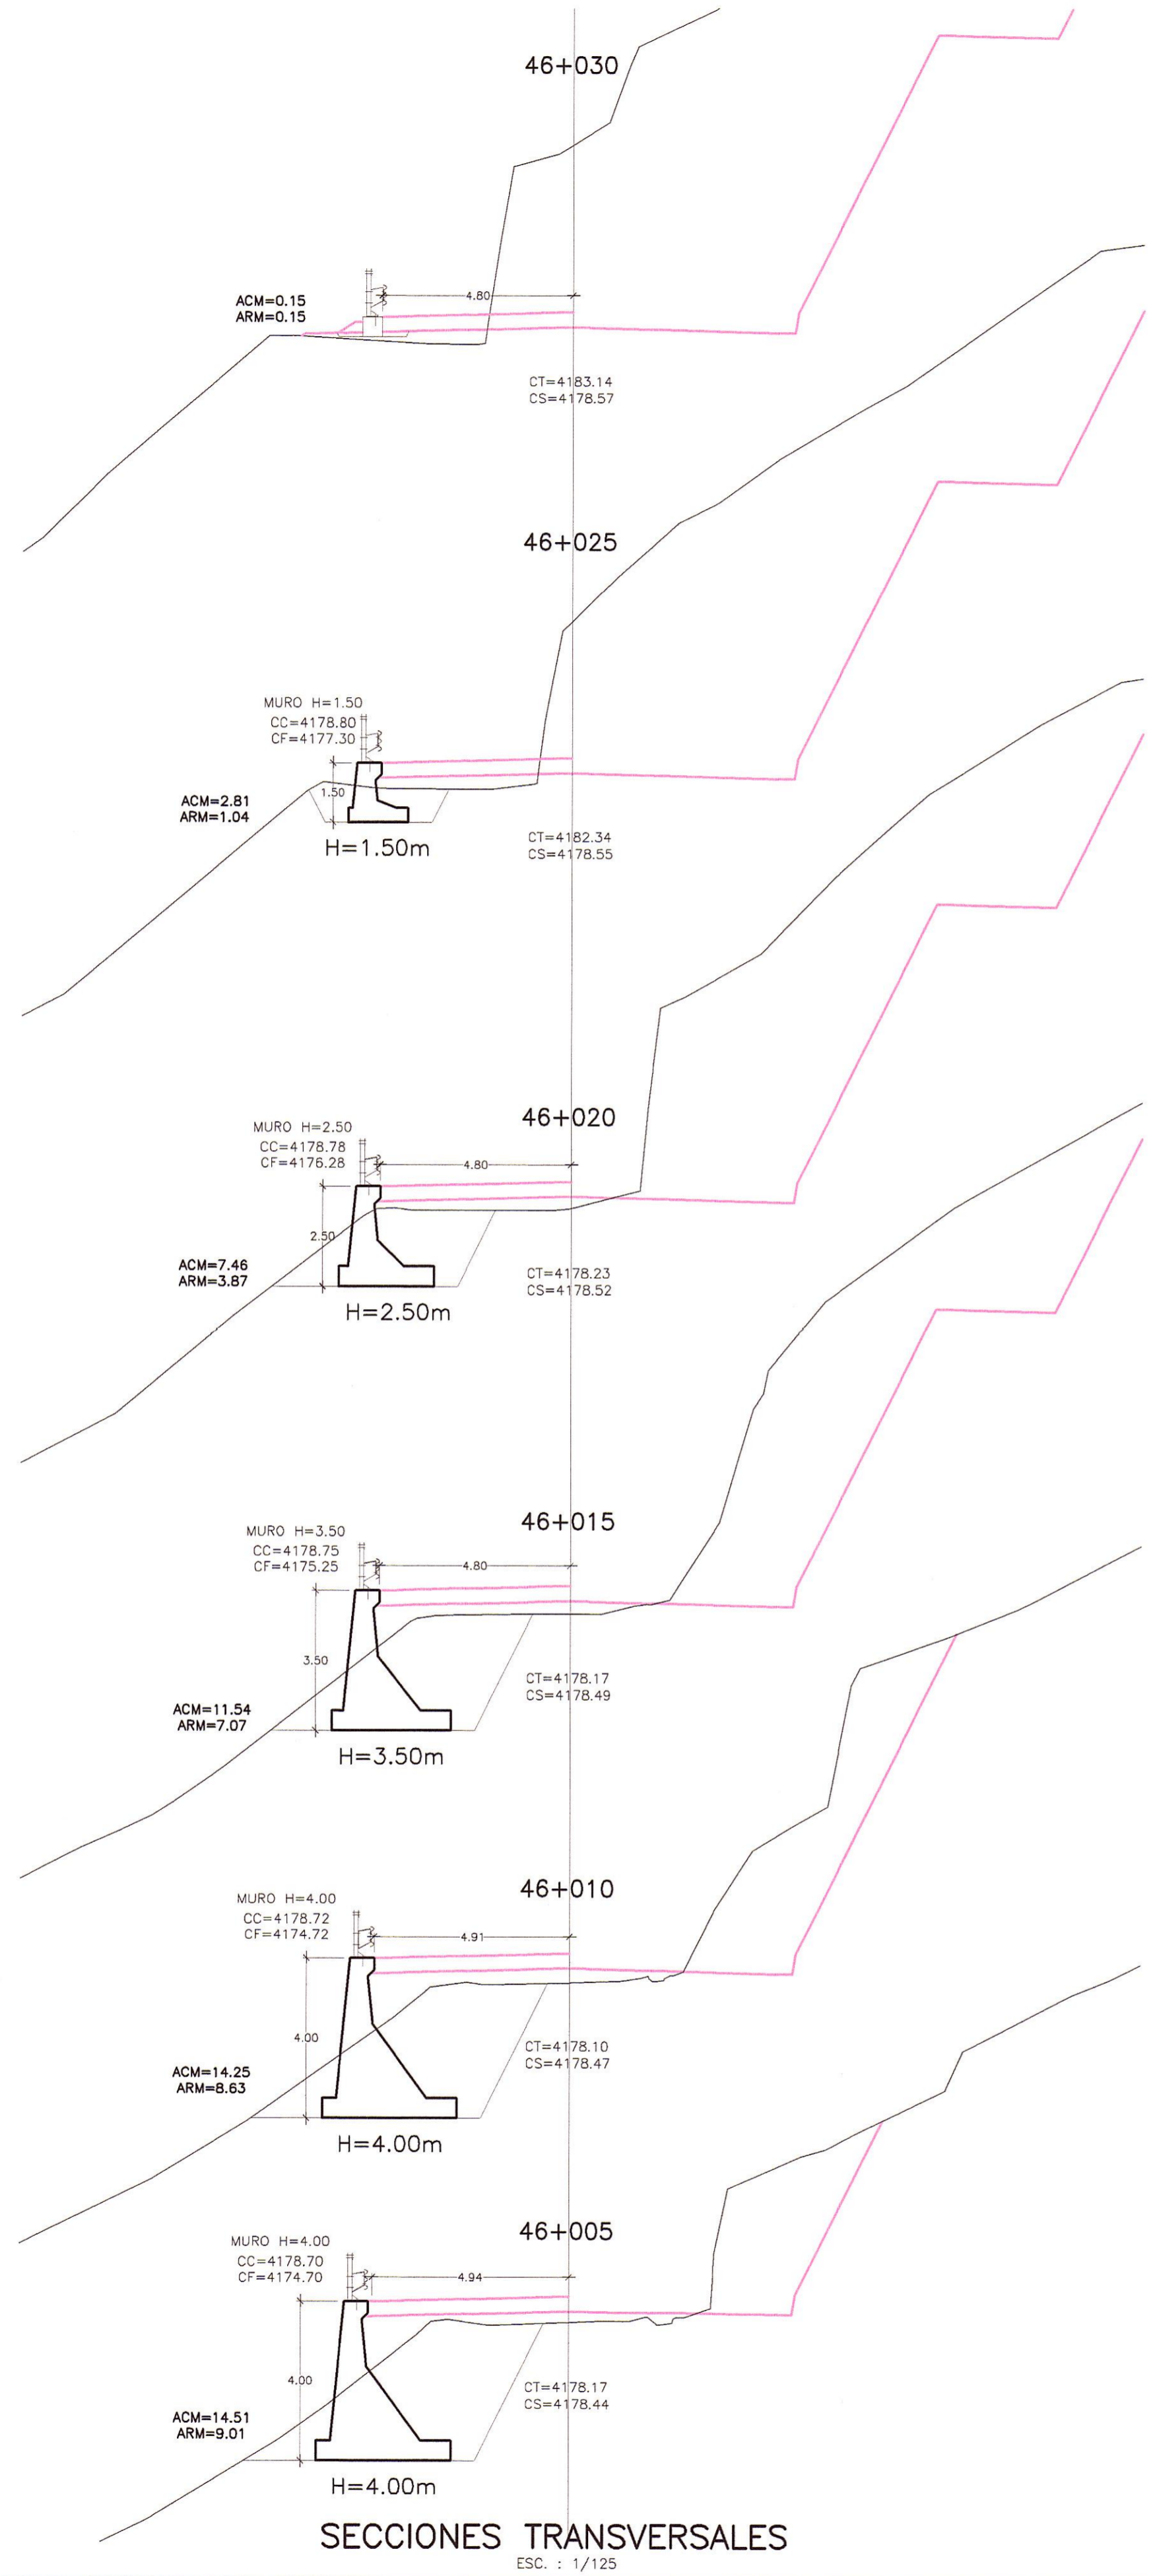 46+030
4.80
ACM=0.15
ARM=0.15
CT=4183.14
CS=4178.57
46+025
MURO H=1.50
CC=4178.80
CF=4177.30
1.50
ACM=2.81
ARM=1.04
H=1.50m
CT=4182.34
CS=4178.55
46+020
MURO H=2.50
CC=4178.78
CF=4176.28
4.80
2.50
ACM=7.46
ARM=3.87
CT=4178.23
CS=4178.52
H=2.50m
46+015
MURO H=3.50
CC=4178.75
CF=4175.25
4.80
3.50
CT=4178.17
CS=4178.49
ACM=11.54
ARM=7.07
H=3.50m
46+010
MURO H=4.00
CC=4178.72
CF=4174.72
4.91
4.00
CT=4178.10
CS=4178.47
ACM=14.25
ARM=8.63
H=4.00m
46+005
MURO H=4.00
CC=4178.70
CF=4174.70
4.94
4.00
CT=4178.17
CS=4178.44
ACM=14.51
ARM=9.01
H=4.00m
SECCIONES TRANSVERSALES
ESC. : 1/125